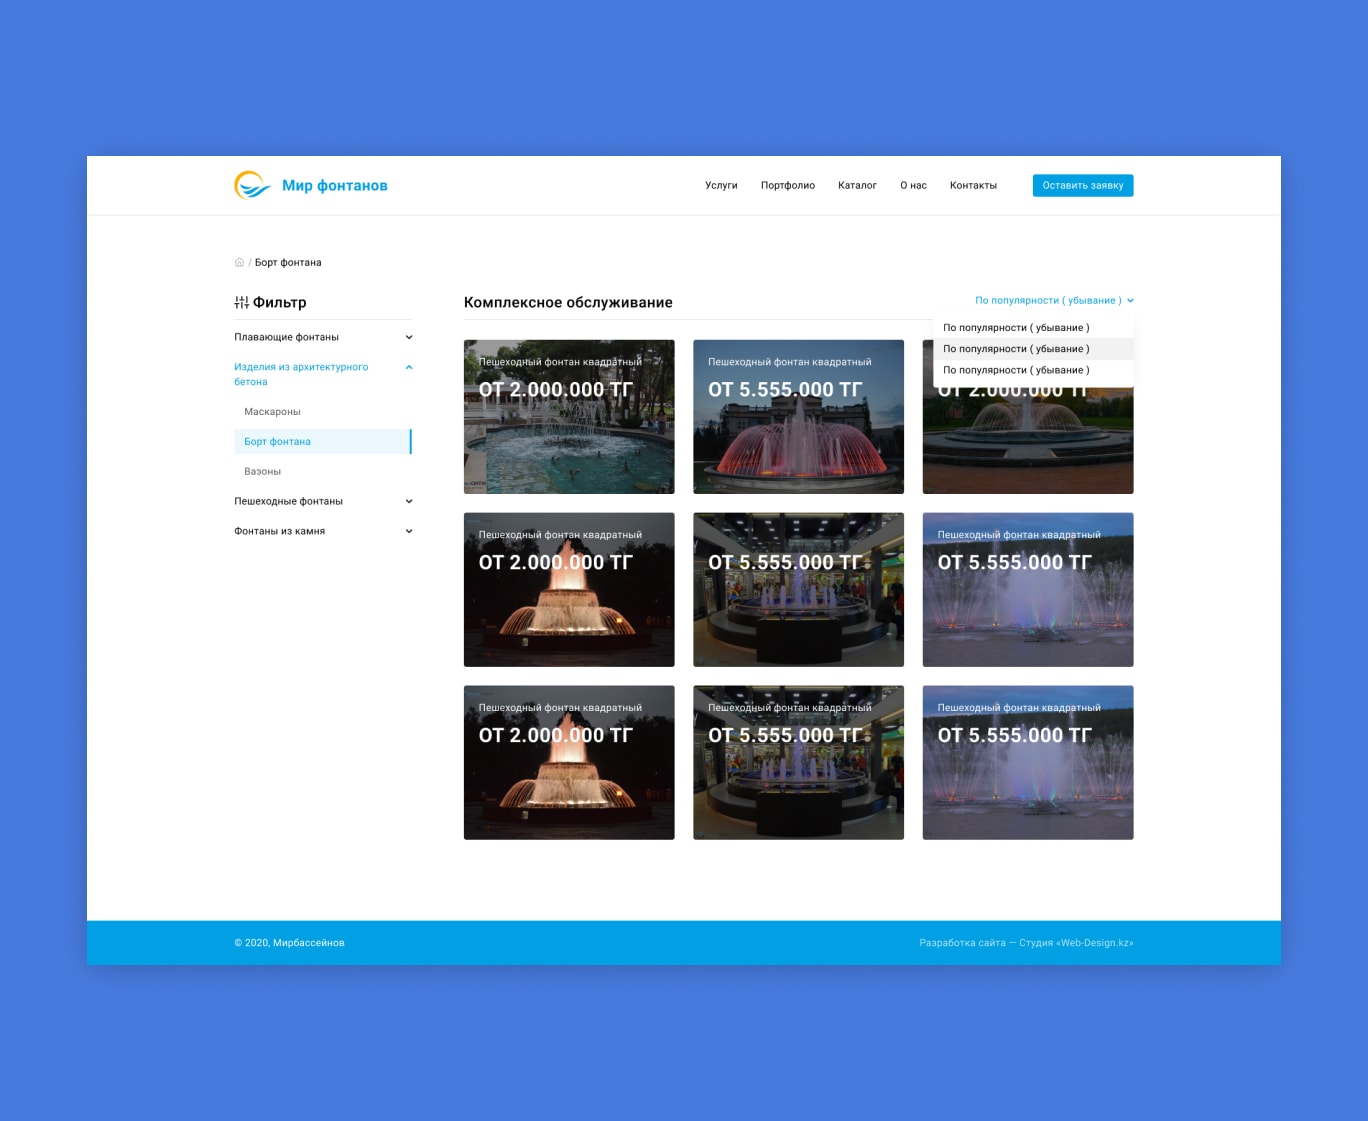 Мир фонтанов
Услуги
Портфолио
Каталог
О нас
Контакты
Оставить заявку
/ Борт фонтана
Фильтр
Плавающие фонтаны
Изделия из архитектурного
бетона
Маскароны
Борт фонтана
Вазоны
Пешеходные фонтаны
Фонтаны из камня
Комплексное обслуживание
По популярности ( убывание )
По популярности ( убывание )
По популярности ( убывание )
По популярности ( убывание )
Пешеходный фонтан квадратный
ОТ 2.000.000 ТГ
Пешеходный фонтан квадратный
ОТ 5.555.000 ТГ
ОТ 2.000.000 ТГ
Пешеходный фонтан квадратный
ОТ 2.000.000 ТГ
ОТ 5.555.000 ТГ
Пешеходный фонтан квадратный
ОТ 5.555.000 ТГ
Пешеходный фонтан квадратный
ОТ 2.000.000 ТГ
Пешеходный фонтан квадратный
ОТ 5.555.000 ТГ
Пешеходный фонтан квадратный
ОТ 5.555.000 ТГ
© 2020, Мирбассейнов
Разработка сайта — Студия «Web-Design.kz»